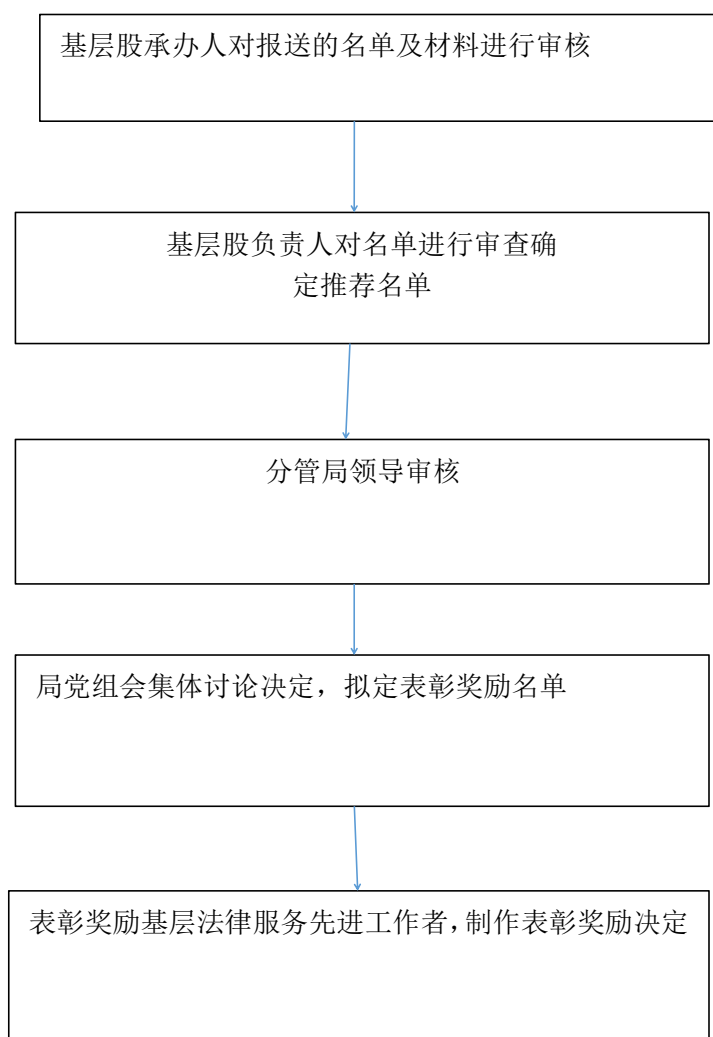 基层股承办人对报送的名单及材料进行审核
基层股负责人对名单进行审查确
定推荐名单
分管局领导审核
局党组会集体讨论决定，拟定表彰奖励名单
表彰奖励基层法律服务先进工作者,制作表彰奖励决定